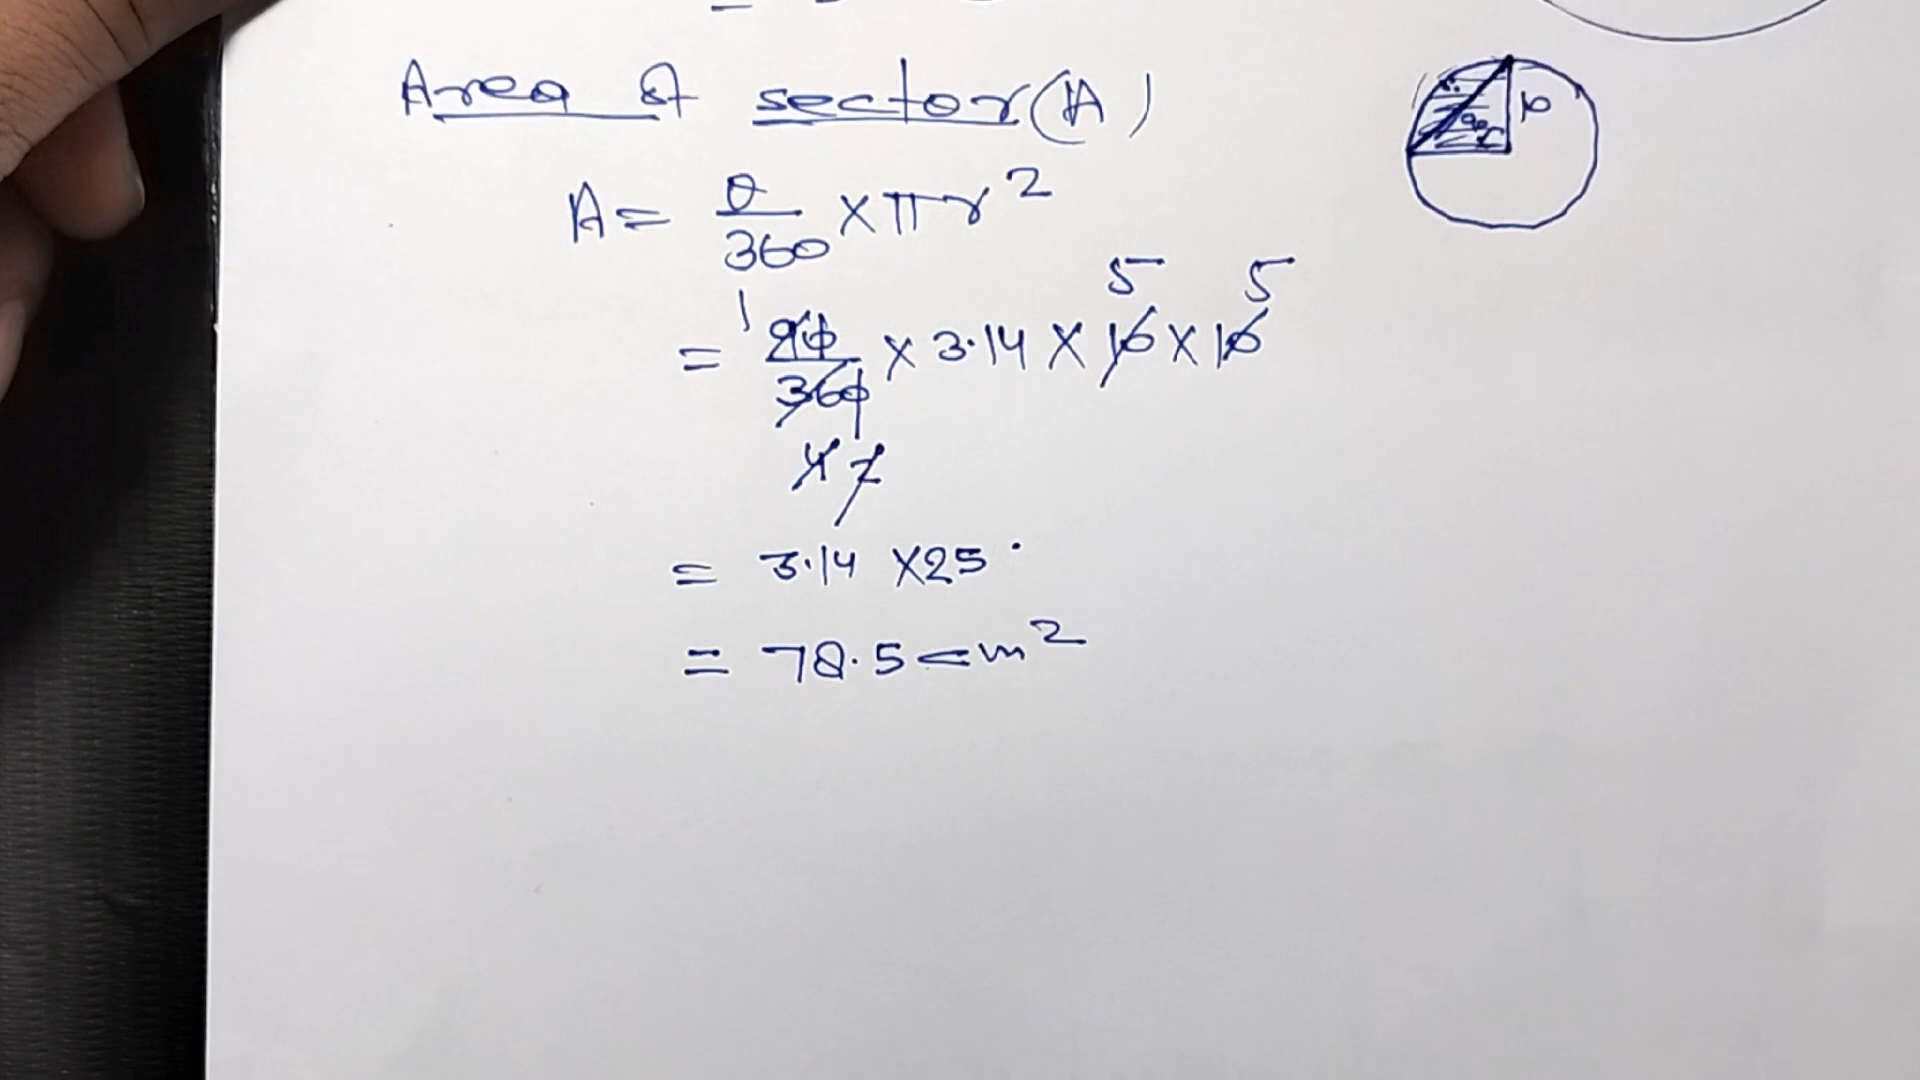 Area of sector (A)
A = θ/360 × πr²
10
90°
5 5
1
= 90/360 × 3.14 × 10 × 10
4 2
= 3.14 × 25
= 78.5 cm²